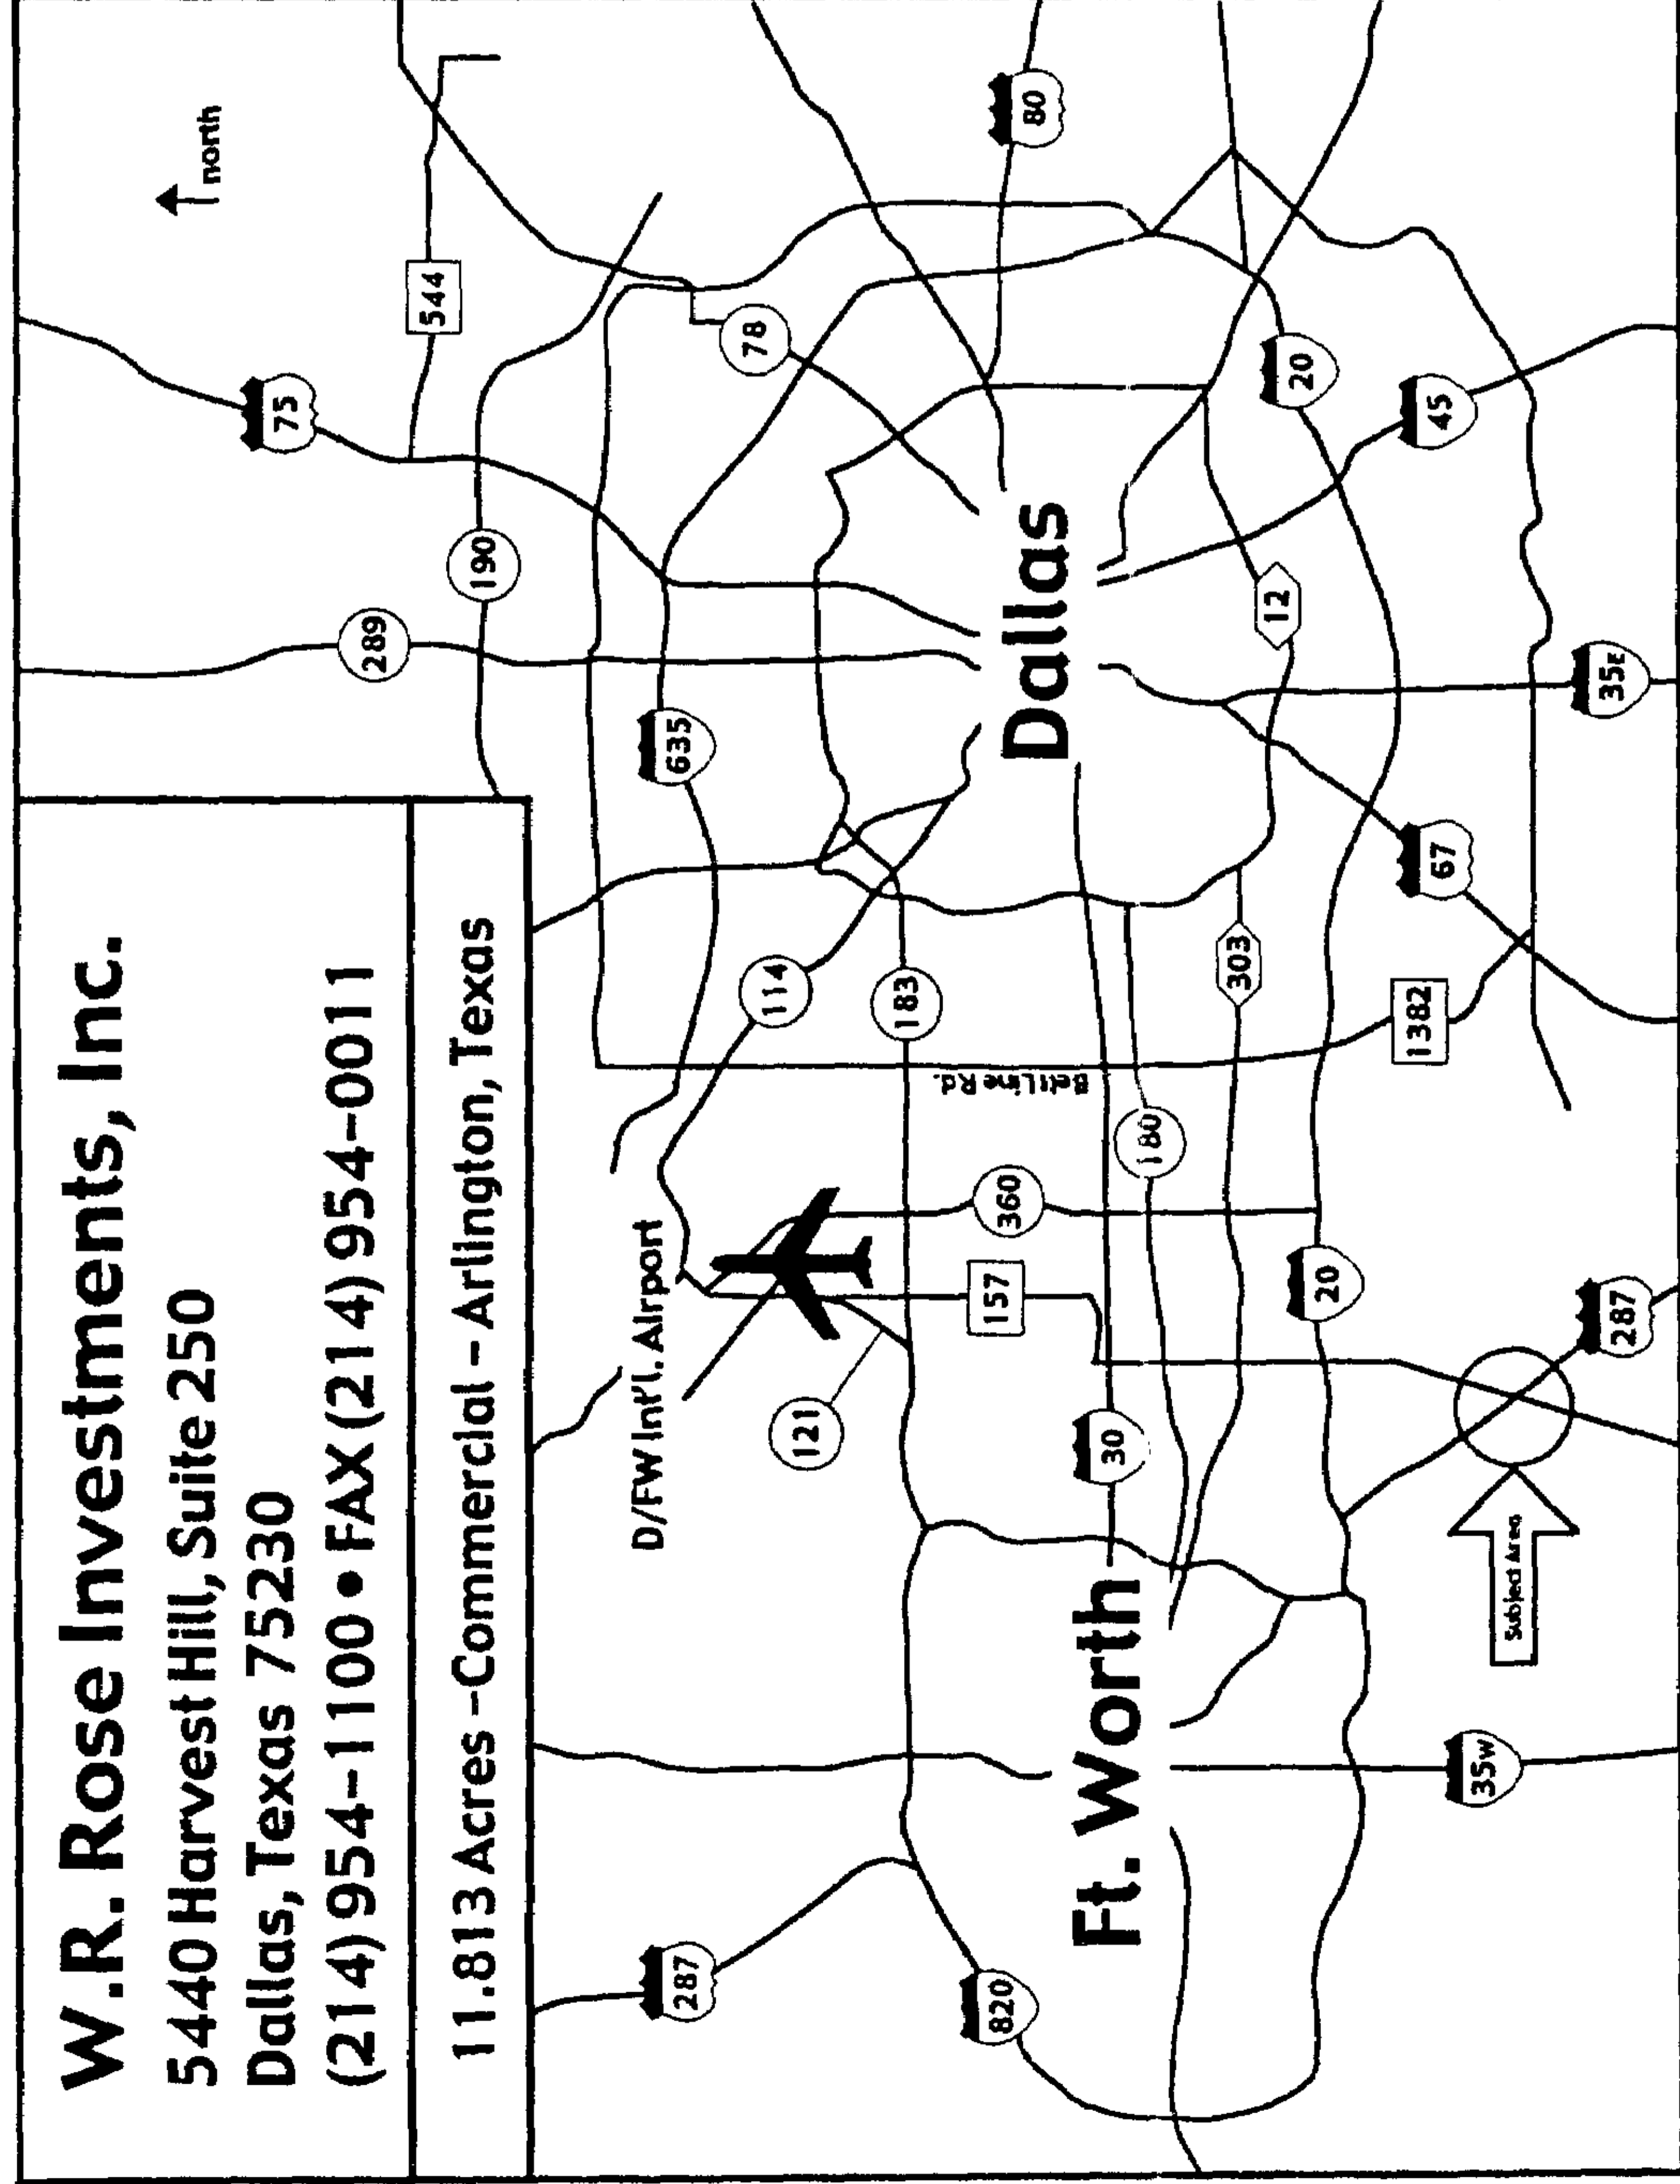 W.R. Rose Investments, Inc.
5440 Harvest Hill, Suite 250
Dallas, Texas 75230
(214) 954-1100 • FAX (214) 954-0011
11.813 Acres - Commercial - Arlington, Texas
north
75
544
289
190
635
78
80
D/FW Int'l. Airport
121
114
183
Belt Line Rd.
287
820
157
360
Dallas
Ft. Worth
30
180
303
12
20
20
45
1382
67
35W
Subject Area
287
35E